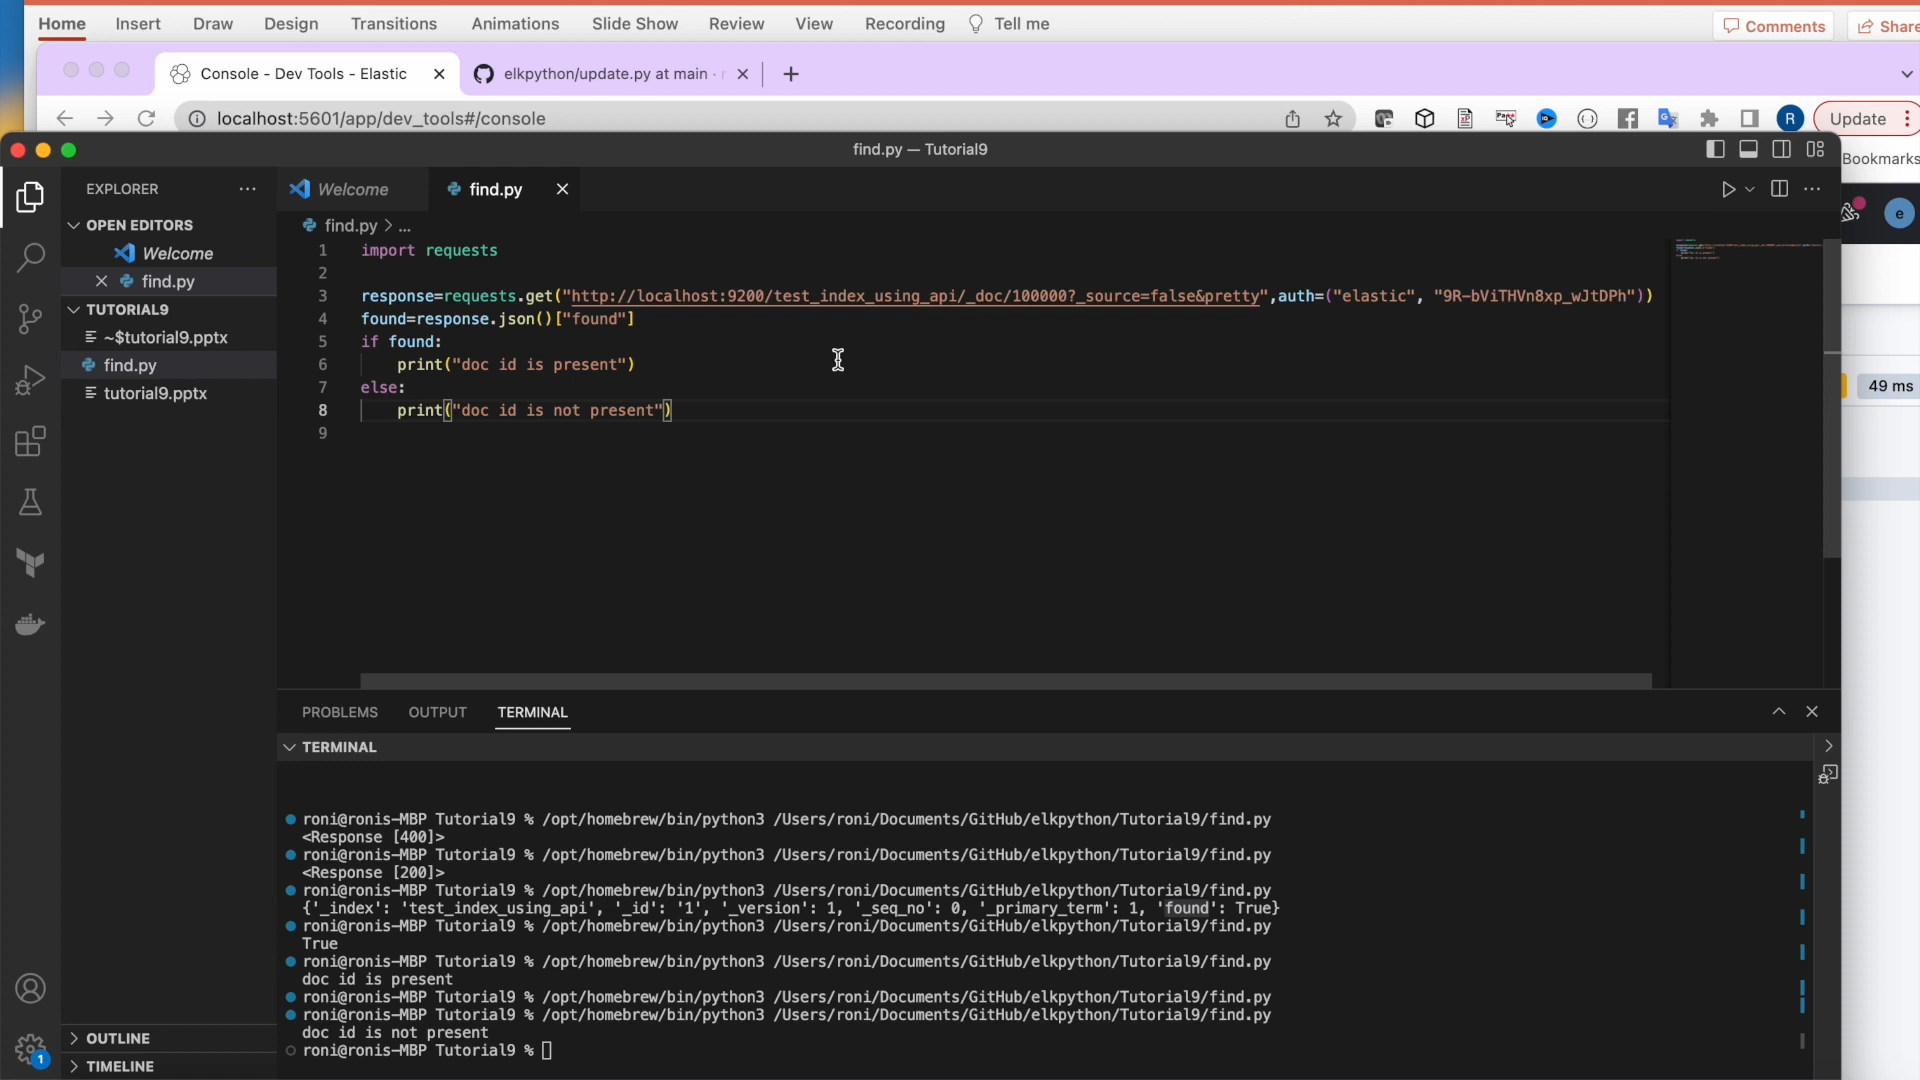 Home Insert Draw Design Transitions Animations Slide Show Review View Recording Tell me Comments Share
Console - Dev Tools - Elastic elkpython/update.py at main ·
localhost:5601/app/dev_tools#/console R Update
find.py — Tutorial9
Bookmarks
EXPLORER Welcome find.py
OPEN EDITORS find.py > ...
Welcome
find.py
TUTORIAL9
~$tutorial9.pptx
find.py
tutorial9.pptx
1 import requests
2
3 response=requests.get("http://localhost:9200/test_index_using_api/_doc/100000?_source=false&pretty",auth=("elastic", "9R-bViTHVn8xp_wJtDPh"))
4 found=response.json()["found"]
5 if found:
6 print("doc id is present")
7 else:
8 print("doc id is not present")
9
e
49 ms
PROBLEMS OUTPUT TERMINAL
TERMINAL
roni@ronis-MBP Tutorial9 % /opt/homebrew/bin/python3 /Users/roni/Documents/GitHub/elkpython/Tutorial9/find.py
<Response [400]>
roni@ronis-MBP Tutorial9 % /opt/homebrew/bin/python3 /Users/roni/Documents/GitHub/elkpython/Tutorial9/find.py
<Response [200]>
roni@ronis-MBP Tutorial9 % /opt/homebrew/bin/python3 /Users/roni/Documents/GitHub/elkpython/Tutorial9/find.py
{'_index': 'test_index_using_api', '_id': '1', '_version': 1, '_seq_no': 0, '_primary_term': 1, 'found': True}
roni@ronis-MBP Tutorial9 % /opt/homebrew/bin/python3 /Users/roni/Documents/GitHub/elkpython/Tutorial9/find.py
True
roni@ronis-MBP Tutorial9 % /opt/homebrew/bin/python3 /Users/roni/Documents/GitHub/elkpython/Tutorial9/find.py
doc id is present
roni@ronis-MBP Tutorial9 % /opt/homebrew/bin/python3 /Users/roni/Documents/GitHub/elkpython/Tutorial9/find.py
roni@ronis-MBP Tutorial9 % /opt/homebrew/bin/python3 /Users/roni/Documents/GitHub/elkpython/Tutorial9/find.py
doc id is not present
roni@ronis-MBP Tutorial9 %
OUTLINE
TIMELINE
1